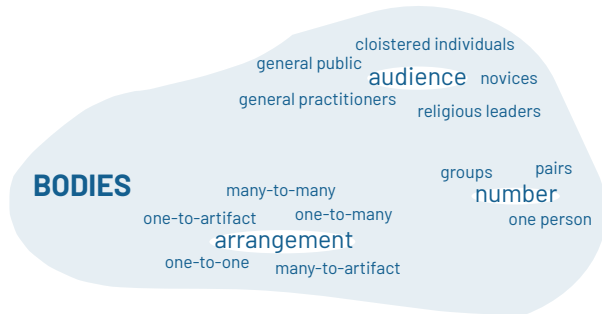 cloistered individuals
general public
audience
novices
general practitioners
religious leaders
BODIES
groups
pairs
number
one person
many-to-many
one-to-artifact
one-to-many
arrangement
one-to-one
many-to-artifact